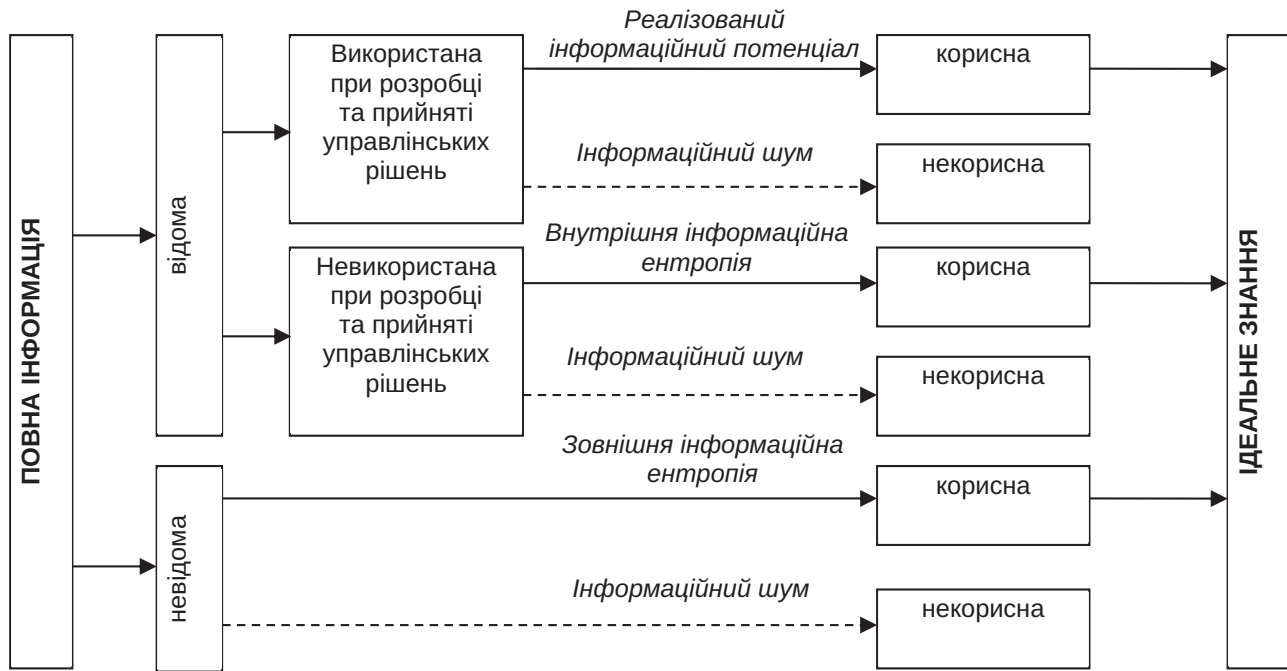 ПОВНА ІНФОРМАЦІЯ
відома
невідома
Використана
при розробці
та прийняті
управлінських
рішень
Невикористана
при розробці
та прийняті
управлінських
рішень
Реалізований
інформаційний потенціал
Інформаційний шум
Внутрішня інформаційна
ентропія
Інформаційний шум
Зовнішня інформаційна
ентропія
Інформаційний шум
корисна
некорисна
корисна
некорисна
корисна
некорисна
ІДЕАЛЬНЕ ЗНАННЯ